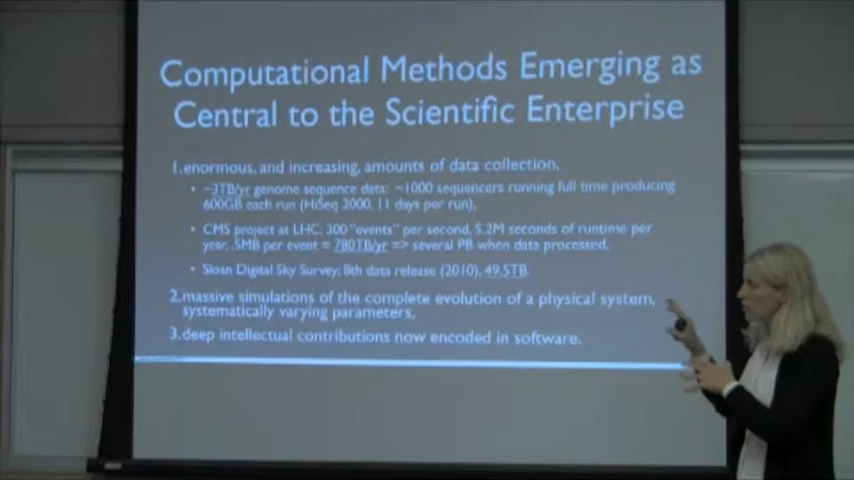 Computational Methods Emerging as
Central to the Scientific Enterprise
1.enormous, and increasing, amounts of data collection,
• ~3TB/yr genome sequence data: ~1000 sequencers running full time producing
600GB each run (HiSeq 2000, 11 days per run),
• CMS project at LHC: 300 "events" per second, 5.2M seconds of runtime per
year, .5MB per event = 780TB/yr => several PB when data processed,
• Sloan Digital Sky Survey: 8th data release (2010), 49.5TB.
2.massive simulations of the complete evolution of a physical system,
systematically varying parameters,
3.deep intellectual contributions now encoded in software.